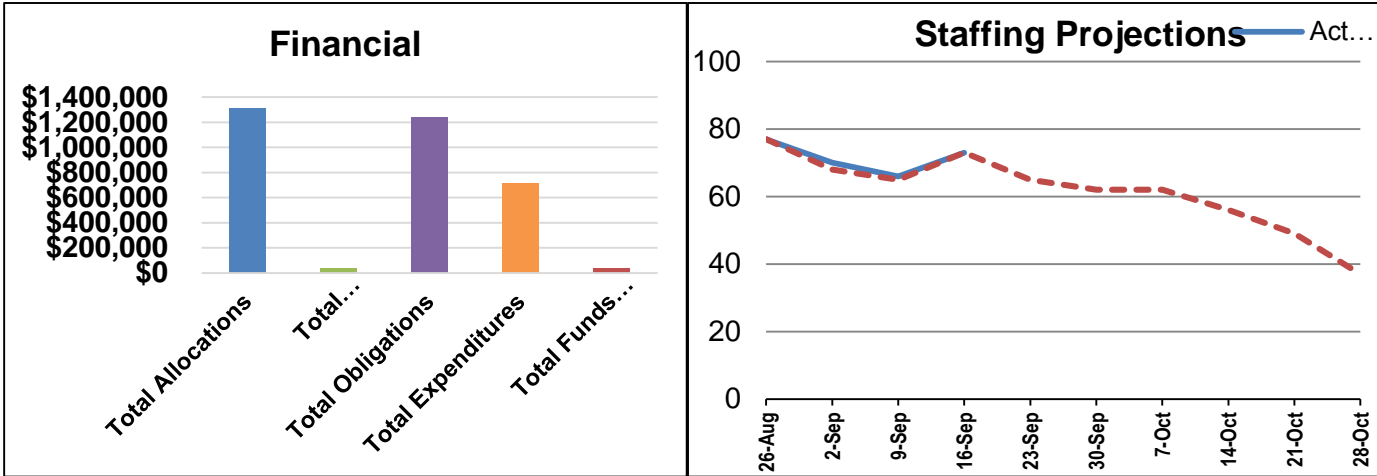 Financial
$1,400,000
$1,200,000
$1,000,000
$800,000
$600,000
$400,000
$200,000
$0
Total Allocations
Total…
Total Obligations
Total Expenditures
Total Funds…
Staffing Projections
Act…
100
80
60
40
20
0
26-Aug
2-Sep
9-Sep
16-Sep
23-Sep
30-Sep
7-Oct
14-Oct
21-Oct
28-Oct